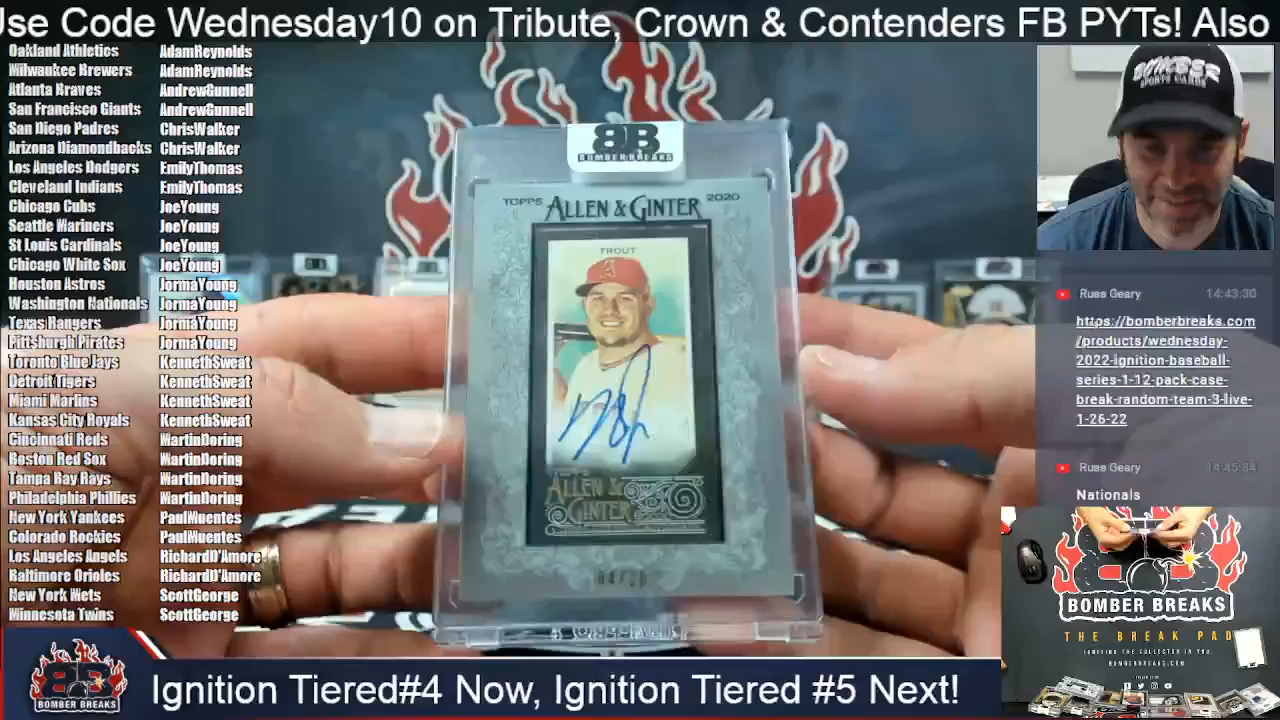 Use Code Wednesday10 on Tribute, Crown & Contenders FB PYTs! Also
Oakland Athletics AdamReynolds
Milwaukee Brewers AdamReynolds
Atlanta Braves AndrewGunnell
San Francisco Giants AndrewGunnell
San Diego Padres ChrisWalker
Arizona Diamondbacks ChrisWalker
Los Angeles Dodgers EmilyThomas
Cleveland Indians EmilyThomas
Chicago Cubs JoeYoung
Seattle Mariners JoeYoung
St Louis Cardinals JoeYoung
Chicago White Sox JoeYoung
Houston Astros JormaYoung
Washington Nationals JormaYoung
Texas Rangers JormaYoung
Pittsburgh Pirates JormaYoung
Toronto Blue Jays KennethSweat
Detroit Tigers KennethSweat
Miami Marlins KennethSweat
Kansas City Royals KennethSweat
Cincinnati Reds MartinDoring
Boston Red Sox MartinDoring
Tampa Ray Rays MartinDoring
Philadelphia Phillies MartinDoring
New York Yankees PaulMuentes
Colorado Rockies PaulMuentes
Los Angeles Angels RichardD'Amore
Baltimore Orioles RichardD'Amore
New York Mets ScottGeorge
Minnesota Twins ScottGeorge
BB
BOMBER BREAKS
TOPPS ALLEN & GINTER 2020
TROUT
TOPPS
ALLEN &
GINTER
BOMBER
SPORTS CARDS
Russ Geary 14:43:30
https://bomberbreaks.com
/products/wednesday-
2022-ignition-baseball-
series-1-12-pack-case-
break-random-team-3-live-
1-26-22
Russ Geary 14:45:34
Nationals
BOMBER BREAKS
THE BREAK PAD
IGNITING THE COLLECTOR IN YOU
BOMBERBREAKS.COM
BOMBER BREAKS
Ignition Tiered#4 Now, Ignition Tiered #5 Next!